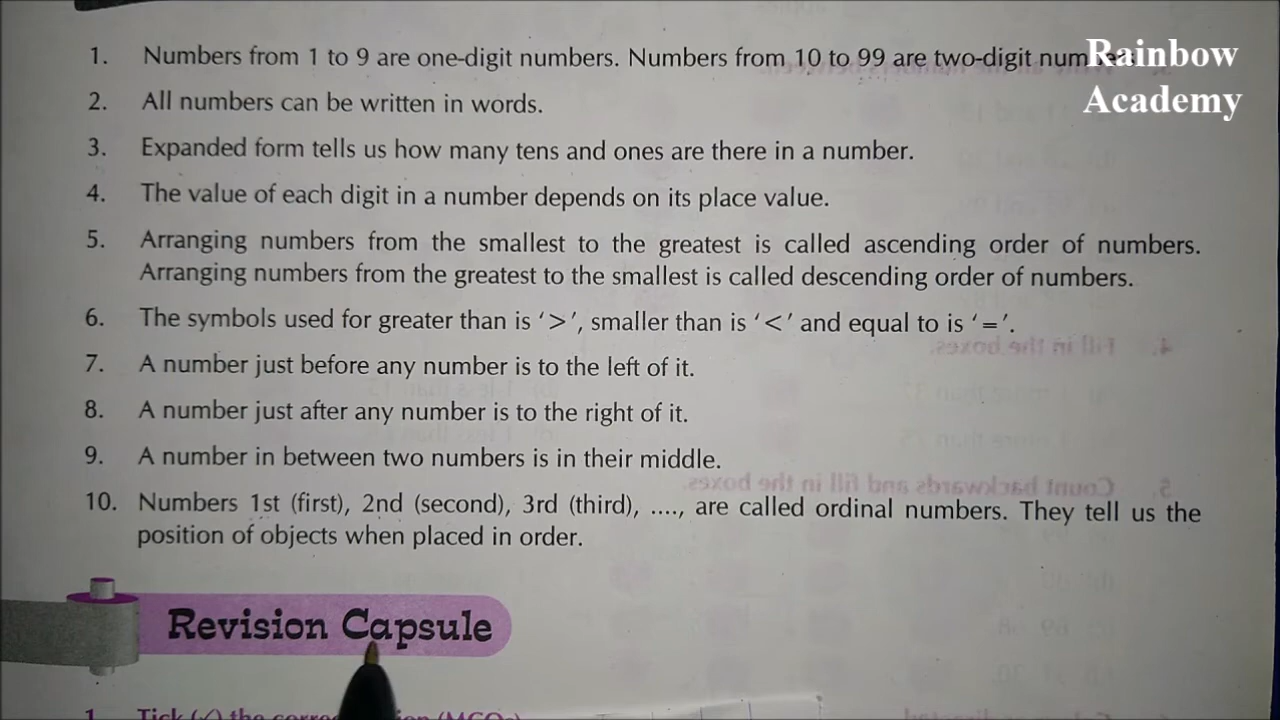 1. Numbers from 1 to 9 are one-digit numbers. Numbers from 10 to 99 are two-digit
Rainbow
Academy
2. All numbers can be written in words.
3. Expanded form tells us how many tens and ones are there in a number.
4. The value of each digit in a number depends on its place value.
5. Arranging numbers from the smallest to the greatest is called ascending order of numbers.
Arranging numbers from the greatest to the smallest is called descending order of numbers.
6. The symbols used for greater than is ‘>’, smaller than is ‘<’ and equal to is ‘=’.
7. A number just before any number is to the left of it.
8. A number just after any number is to the right of it.
9. A number in between two numbers is in their middle.
10. Numbers 1st (first), 2nd (second), 3rd (third), ...., are called ordinal numbers. They tell us the
position of objects when placed in order.
Revision Capsule
1. Tick (✓) the (MCQs)